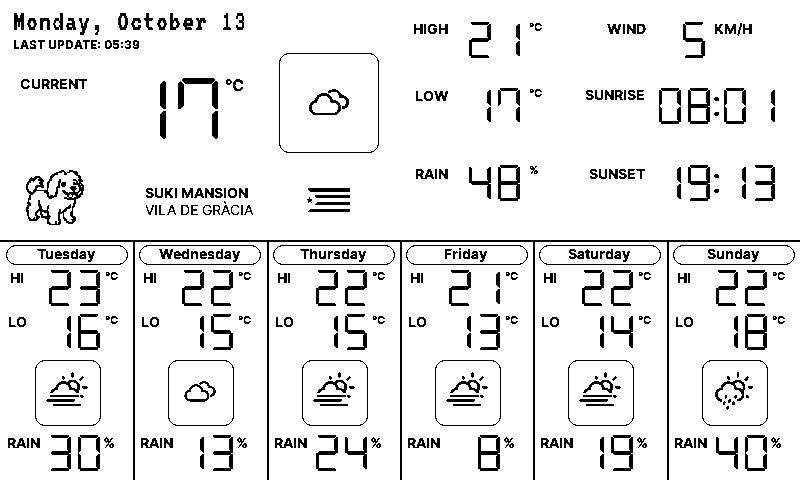 Monday, October 13
LAST UPDATE: 05:39
CURRENT
17 °C
SUKI MANSION
VILA DE GRÀCIA
HIGH 21 °C
LOW 17 °C
RAIN 48 %
WIND 5 KM/H
SUNRISE 08:01
SUNSET 19:13
Tuesday
HI 23 °C
LO 16 °C
RAIN 30 %
Wednesday
HI 22 °C
LO 15 °C
RAIN 13 %
Thursday
HI 22 °C
LO 15 °C
RAIN 24 %
Friday
HI 21 °C
LO 13 °C
RAIN 8 %
Saturday
HI 22 °C
LO 14 °C
RAIN 19 %
Sunday
HI 22 °C
LO 18 °C
RAIN 40 %